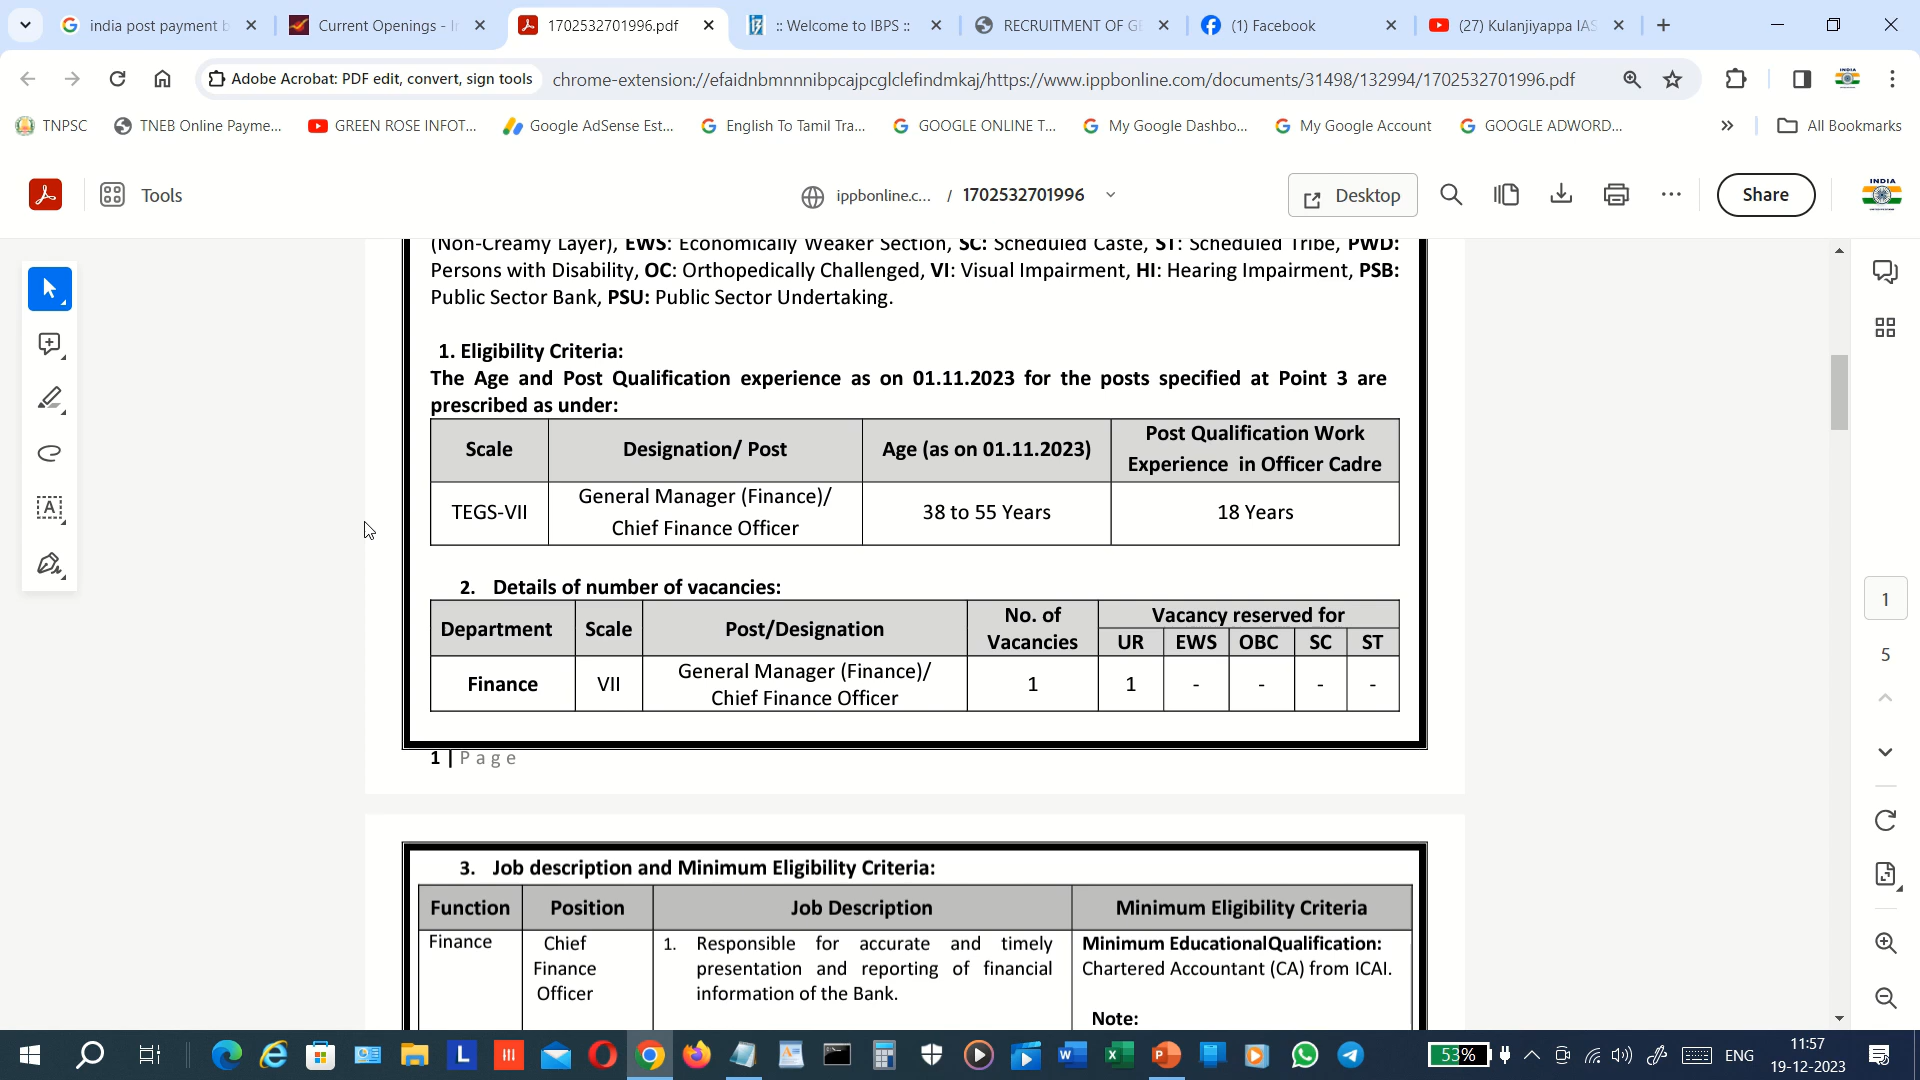 india post payment b
Current Openings - I
1702532701996.pdf
:: Welcome to IBPS ::
RECRUITMENT OF GE
(1) Facebook
(27) Kulanjiyappa IAS
Adobe Acrobat: PDF edit, convert, sign tools
chrome-extension://efaidnbmnnnibpcajpcglclefindmkaj/https://www.ippbonline.com/documents/31498/132994/1702532701996.pdf
TNPSC
TNEB Online Payme...
GREEN ROSE INFOT...
Google AdSense Est...
English To Tamil Tra...
GOOGLE ONLINE T...
My Google Dashbo...
My Google Account
GOOGLE ADWORD...
All Bookmarks
Tools
ippbonline.c... / 1702532701996
Desktop
Share
INDIA
(Non-Creamy Layer), EWS: Economically Weaker Section, SC: Scheduled Caste, ST: Scheduled Tribe, PWD:
Persons with Disability, OC: Orthopedically Challenged, VI: Visual Impairment, HI: Hearing Impairment, PSB:
Public Sector Bank, PSU: Public Sector Undertaking.
1. Eligibility Criteria:
The Age and Post Qualification experience as on 01.11.2023 for the posts specified at Point 3 are
prescribed as under:
Scale
Designation/ Post
Age (as on 01.11.2023)
Post Qualification Work
Experience in Officer Cadre
TEGS-VII
General Manager (Finance)/
Chief Finance Officer
38 to 55 Years
18 Years
2. Details of number of vacancies:
Department
Scale
Post/Designation
No. of
Vacancies
Vacancy reserved for
UR EWS OBC SC ST
Finance
VII
General Manager (Finance)/
Chief Finance Officer
1
1 - - - -
1 | Page
3. Job description and Minimum Eligibility Criteria:
Function
Position
Job Description
Minimum Eligibility Criteria
Finance
Chief
Finance
Officer
1. Responsible for accurate and timely
presentation and reporting of financial
information of the Bank.
Minimum EducationalQualification:
Chartered Accountant (CA) from ICAI.
Note:
1
5
53%
ENG
11:57
19-12-2023